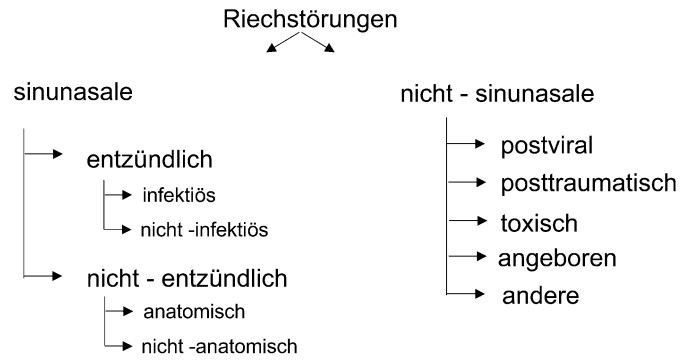 Riechstörungen
sinunasale
entzündlich
infektiös
nicht -infektiös
nicht - entzündlich
anatomisch
nicht -anatomisch
nicht - sinunasale
postviral
posttraumatisch
toxisch
angeboren
andere